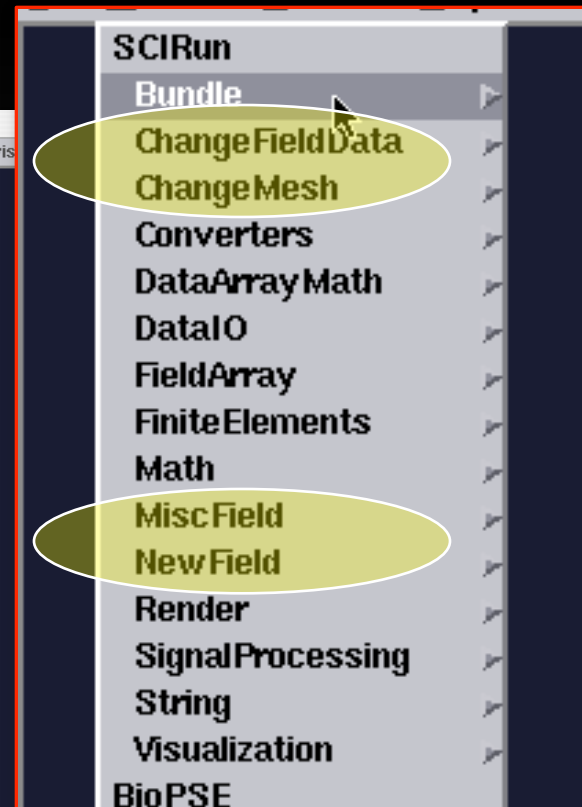 SCIRun
Bundle
ChangeFieldData
ChangeMesh
Converters
DataArrayMath
DataIO
FieldArray
FiniteElements
Math
MiscField
NewField
Render
SignalProcessing
String
Visualization
BioPSE